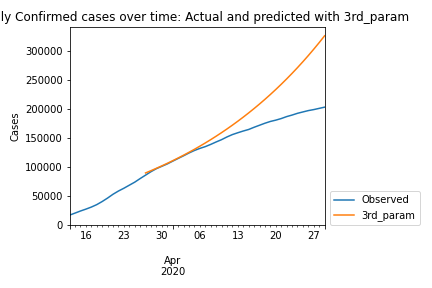 ly Confirmed cases over time: Actual and predicted with 3rd_param
300000
250000
200000
150000
100000
50000
0
Cases
16 23 30 06 13 20 27
Apr
2020
Observed
3rd_param